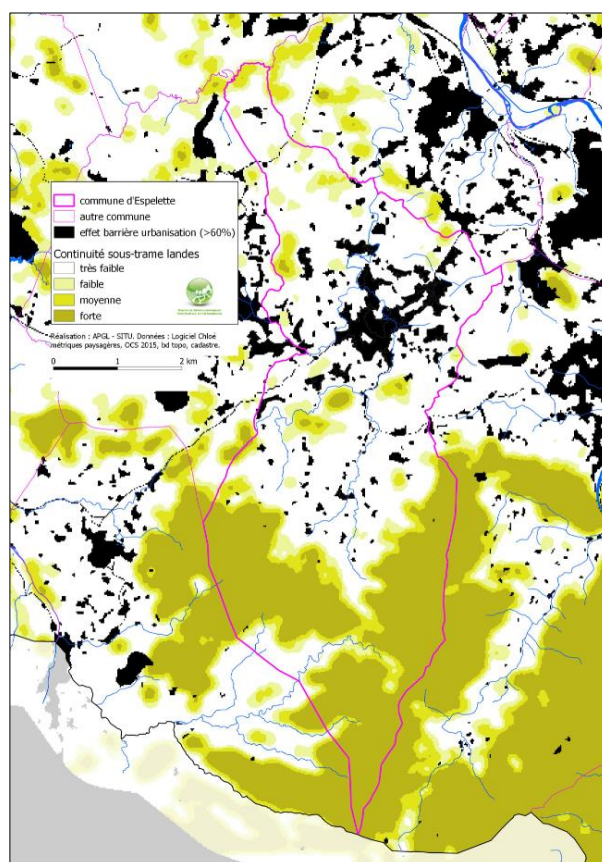 commune d'Espelette
autre commune
effet barrière urbanisation (>60%)
Continuité sous-trame landes
très faible
faible
moyenne
forte
Réalisation : APGL - SITU. Données : Logiciel Chloé
métriques paysagères, OCS 2015, bd topo, cadastre.
0 1 2 km